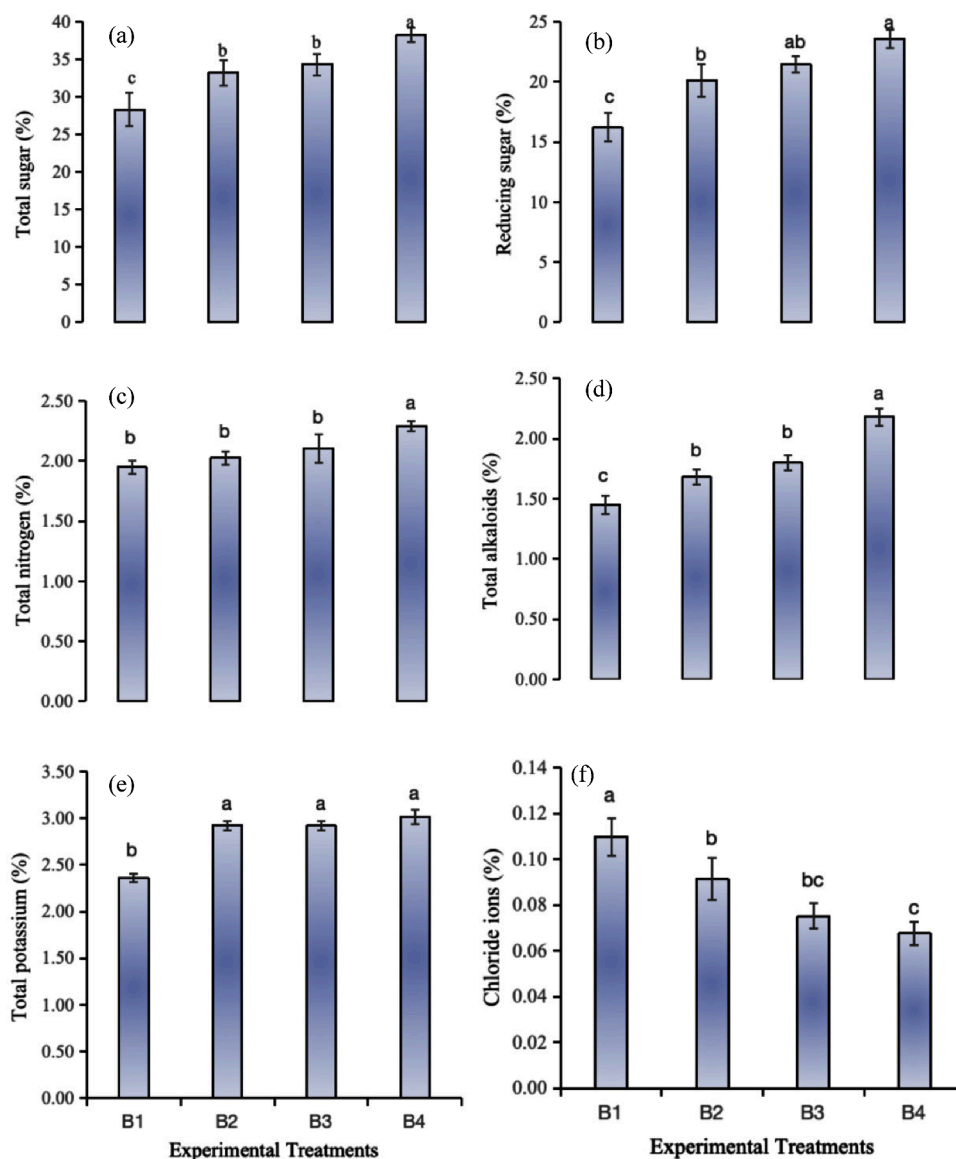 (a)
Total sugar (%)
40
35
30
25
20
15
10
5
0
c
b
b
a
(b)
Reducing sugar (%)
25
20
15
10
5
0
c
b
ab
a
(c)
Total nitrogen (%)
2.50
2.00
1.50
1.00
0.50
0.00
b
b
b
a
(d)
Total alkaloids (%)
2.50
2.00
1.50
1.00
0.50
0.00
c
b
b
a
(e)
Total potassium (%)
3.50
3.00
2.50
2.00
1.50
1.00
0.50
0.00
b
a
a
a
B1 B2 B3 B4
Experimental Treatments
(f)
Chloride ions (%)
0.14
0.12
0.10
0.08
0.06
0.04
0.02
0.00
a
b
bc
c
B1 B2 B3 B4
Experimental Treatments